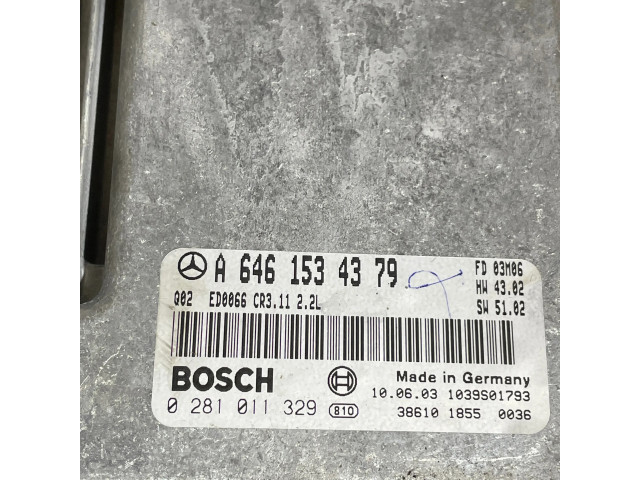 A 646 153 43 79
FD 03M06
HW 43.02
SW 51.02
Q02 ED0066 CR3.11 2.2L
BOSCH
Made in Germany
10.06.03 1039S01793
0 281 011 329 810
38610 1855 0036